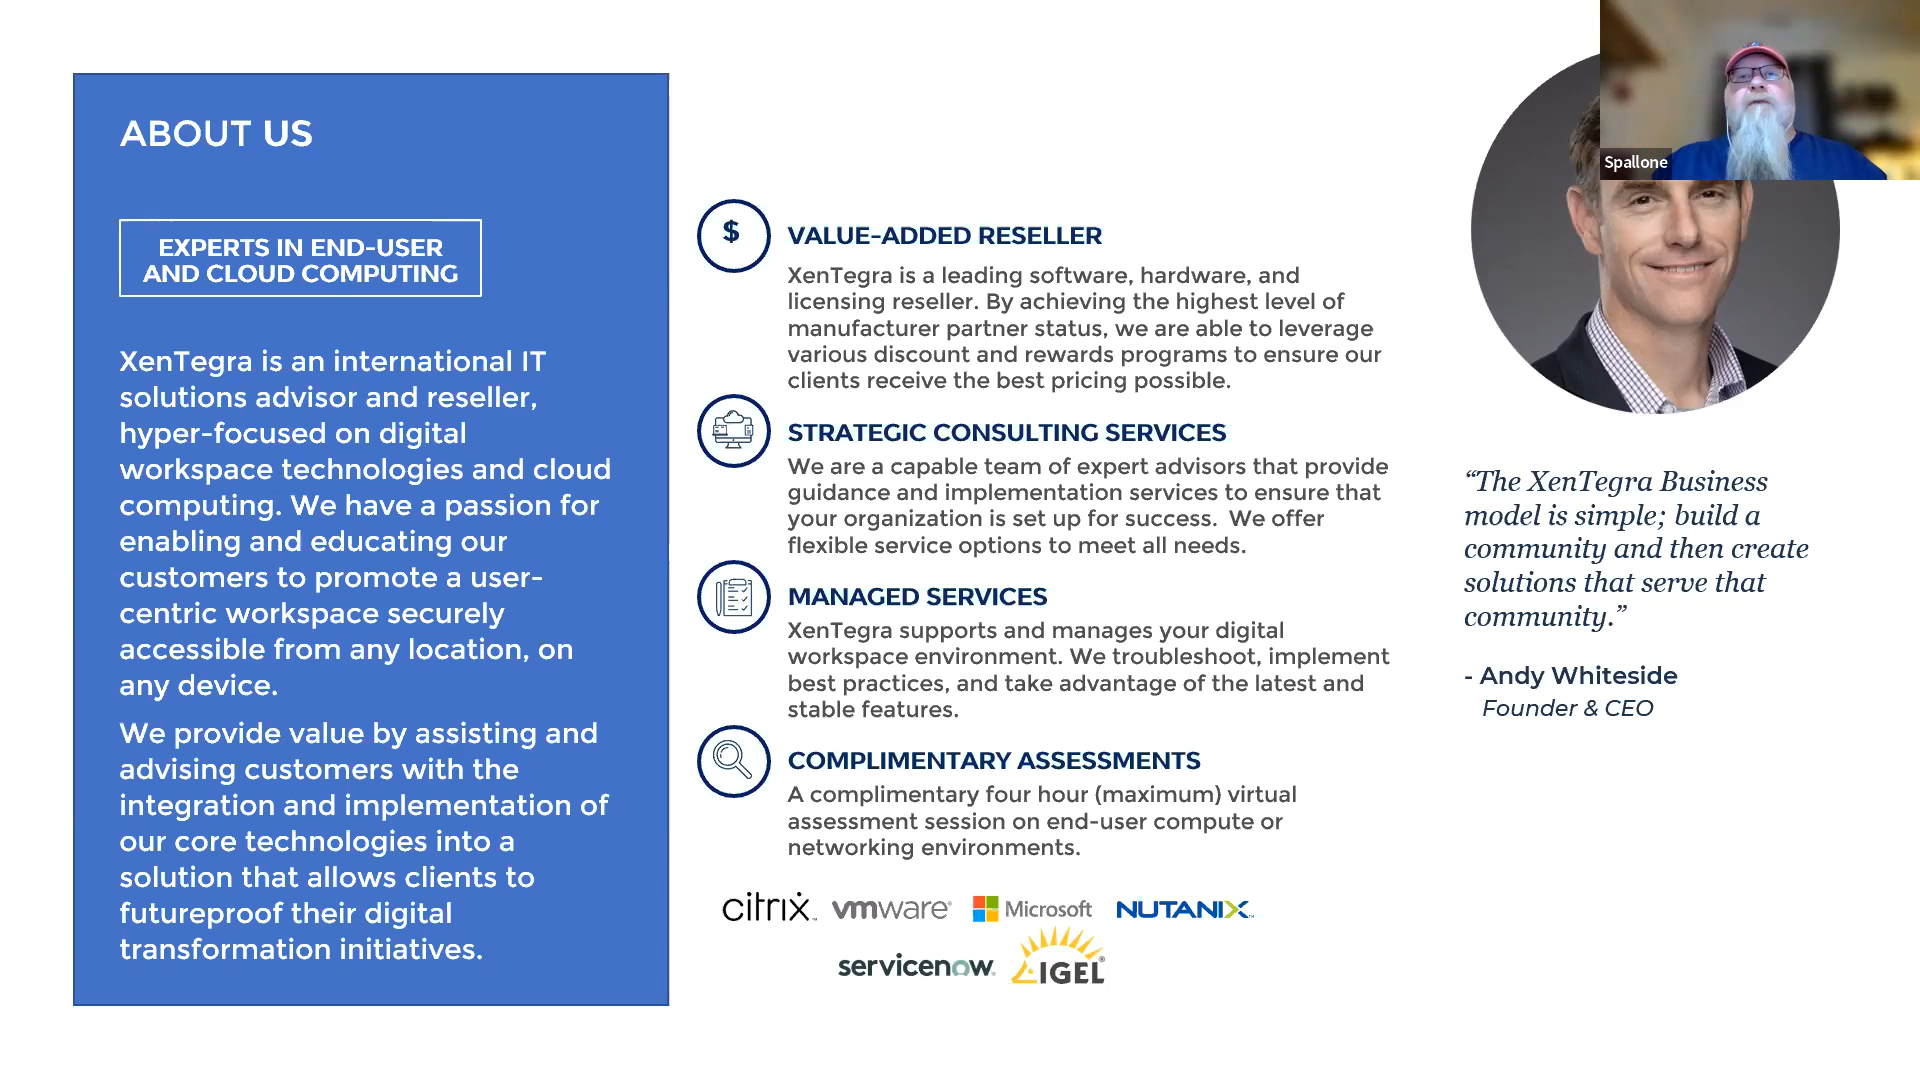 ABOUT US
EXPERTS IN END-USER
AND CLOUD COMPUTING
XenTegra is an international IT
solutions advisor and reseller,
hyper-focused on digital
workspace technologies and cloud
computing. We have a passion for
enabling and educating our
customers to promote a user-
centric workspace securely
accessible from any location, on
any device.
We provide value by assisting and
advising customers with the
integration and implementation of
our core technologies into a
solution that allows clients to
futureproof their digital
transformation initiatives.
$
VALUE-ADDED RESELLER
XenTegra is a leading software, hardware, and
licensing reseller. By achieving the highest level of
manufacturer partner status, we are able to leverage
various discount and rewards programs to ensure our
clients receive the best pricing possible.
STRATEGIC CONSULTING SERVICES
We are a capable team of expert advisors that provide
guidance and implementation services to ensure that
your organization is set up for success. We offer
flexible service options to meet all needs.
MANAGED SERVICES
XenTegra supports and manages your digital
workspace environment. We troubleshoot, implement
best practices, and take advantage of the latest and
stable features.
COMPLIMENTARY ASSESSMENTS
A complimentary four hour (maximum) virtual
assessment session on end-user compute or
networking environments.
citrix™ vmware® Microsoft NUTANIX™
servicenow. IGEL®
Spallone
“The XenTegra Business
model is simple; build a
community and then create
solutions that serve that
community.”
- Andy Whiteside
Founder & CEO